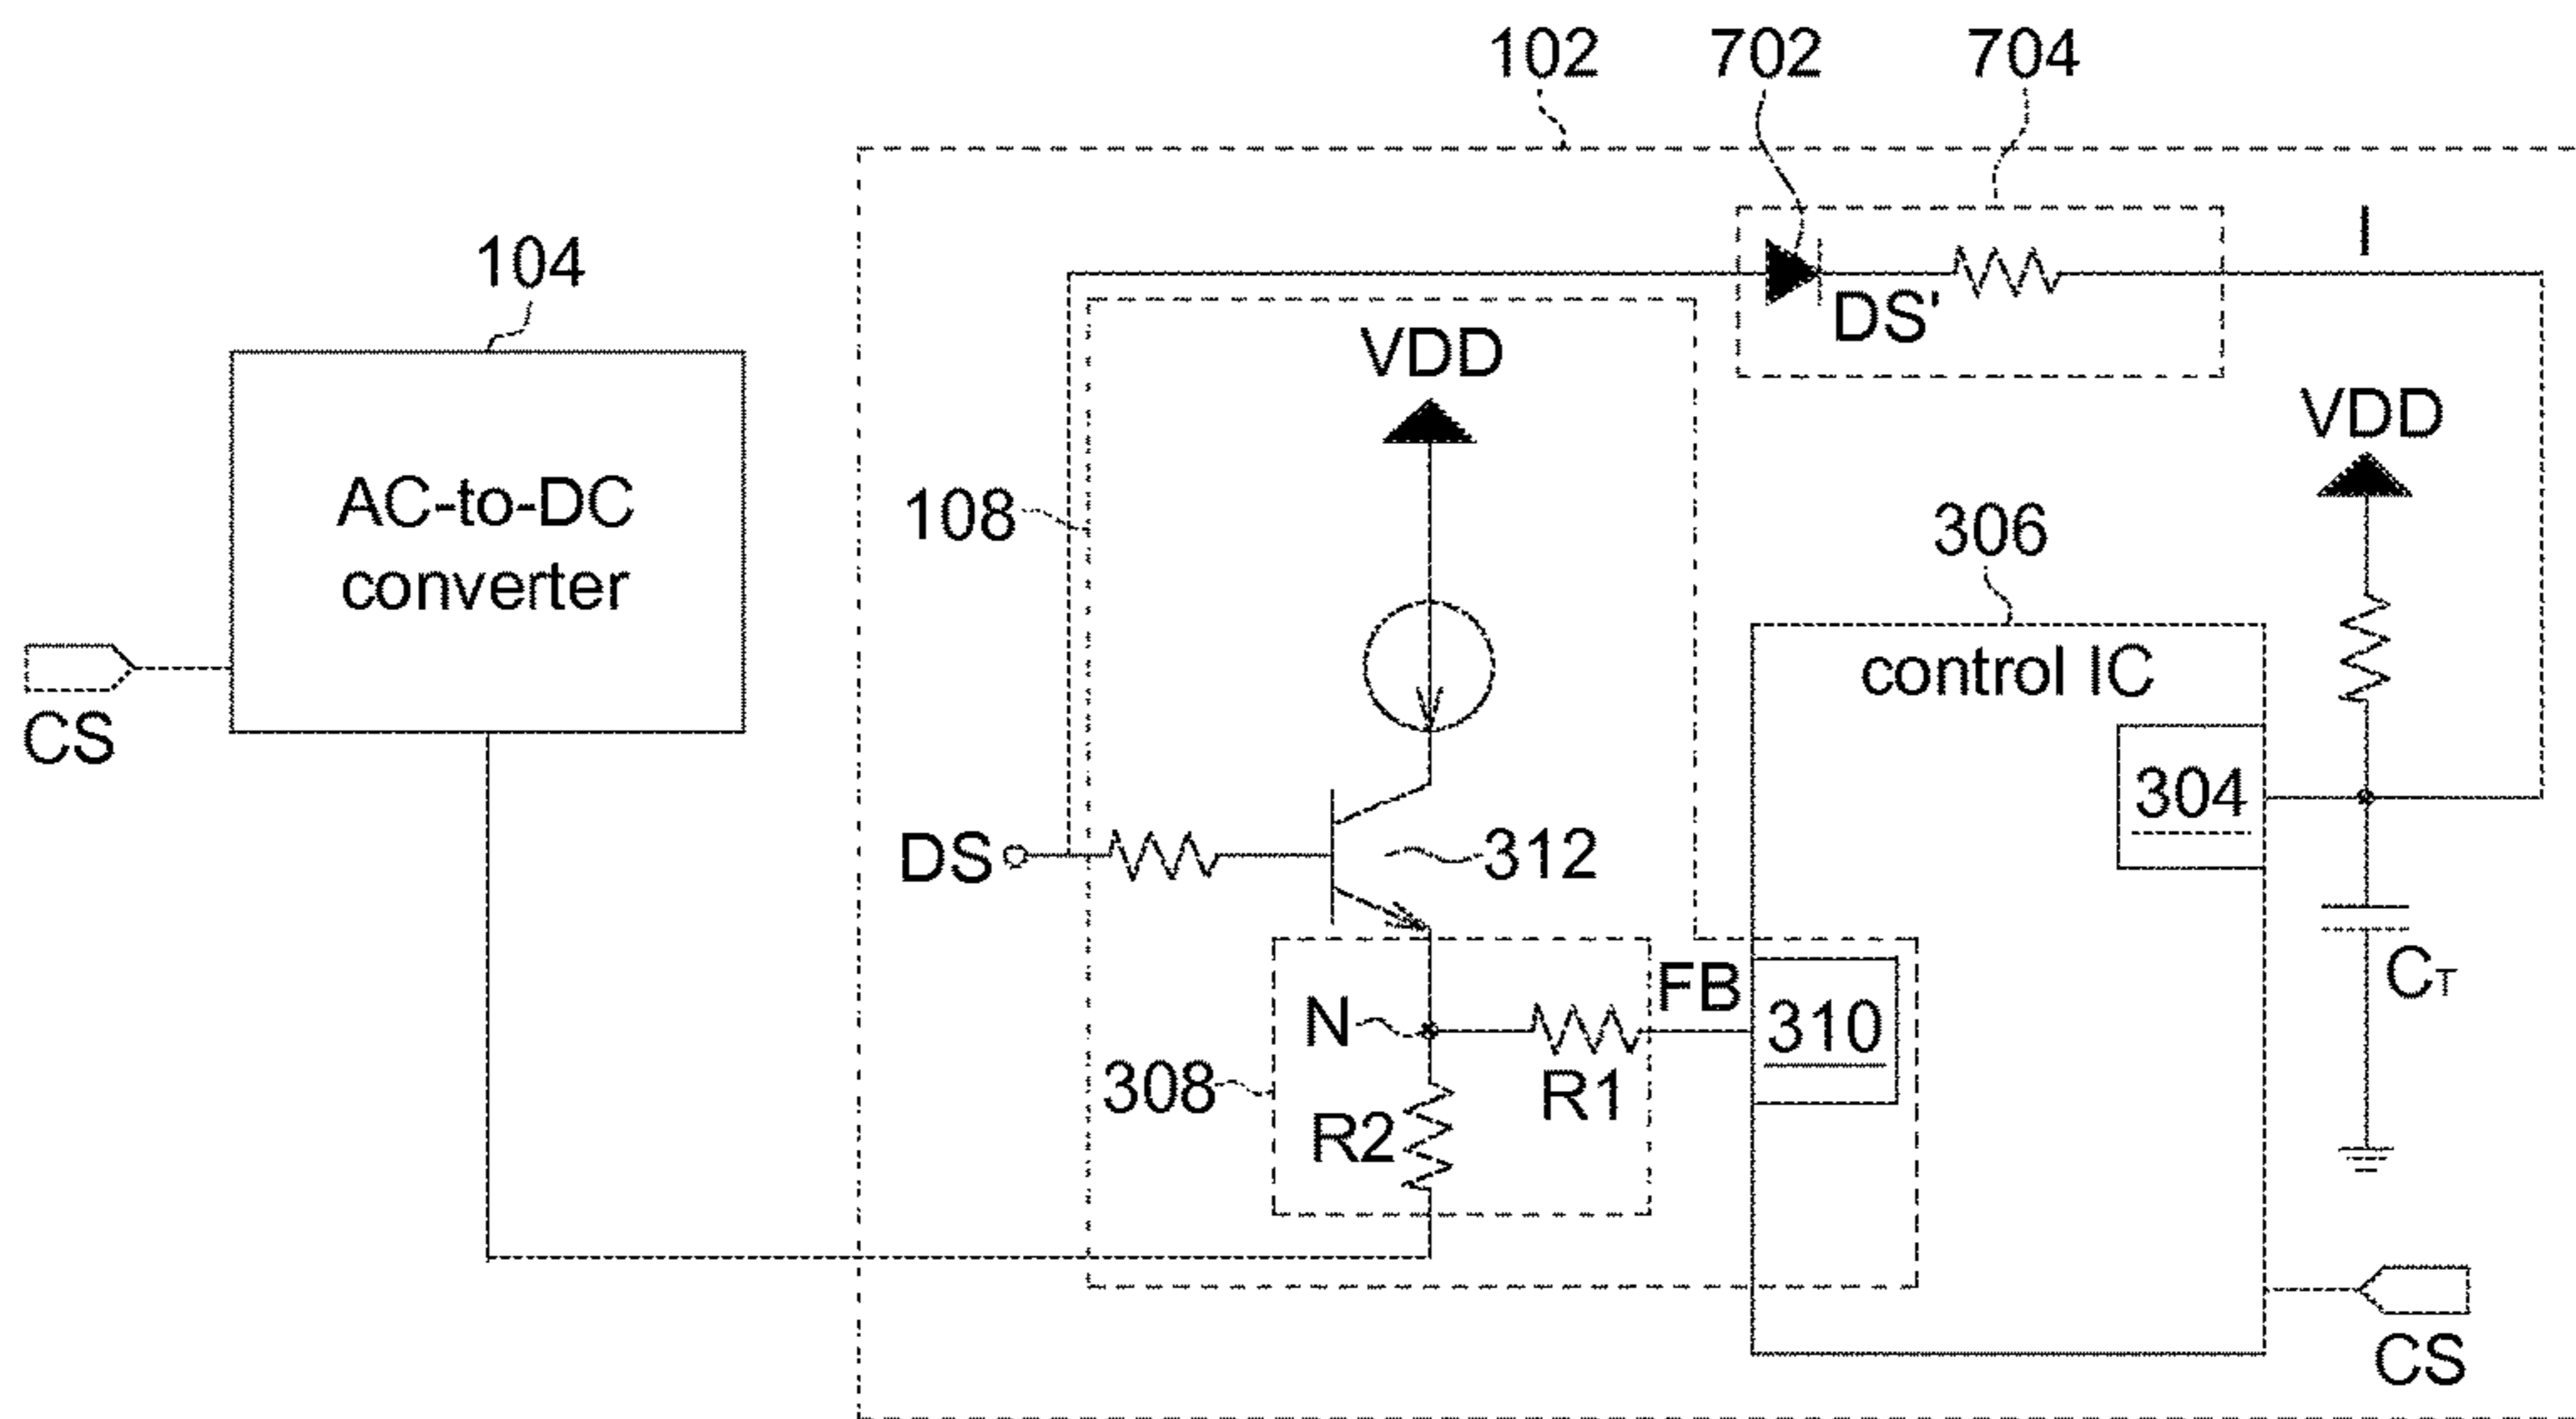 102
702
704
104
I
DS'
VDD
VDD
AC-to-DC
converter
108
306
control IC
CS
304
DS
312
FB
CT
N
310
308
R1
R2
CS